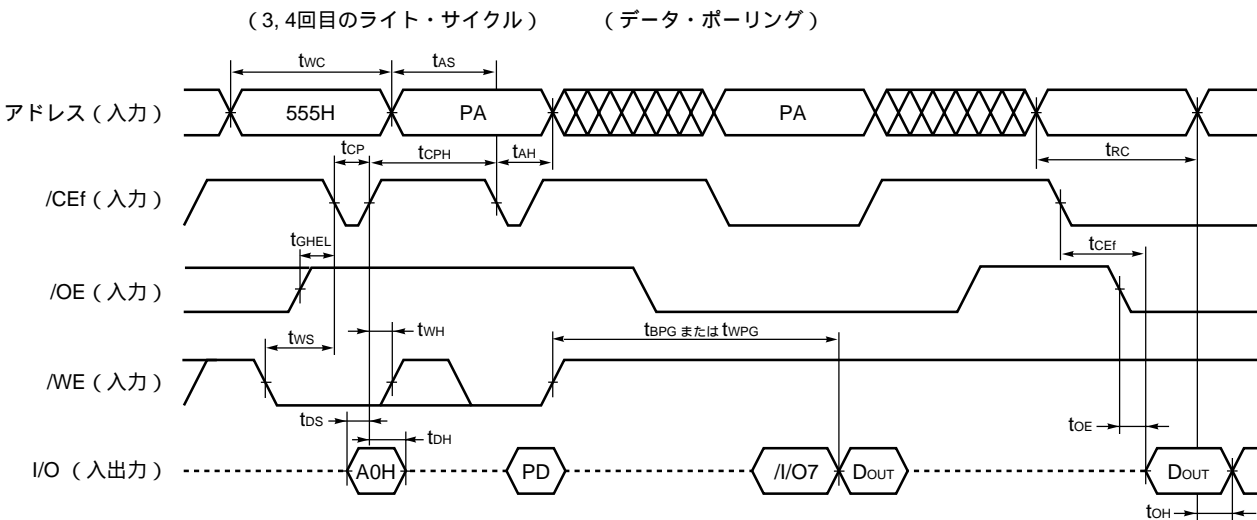 (3, 4回目のライト・サイクル) (データ・ポーリング)
tWC tAS
アドレス(入力) 555H PA PA
tCP tCPH tAH tRC
/CEf(入力)
tGHEL tCEf
/OE(入力)
tWS tWH tBPG または tWPG
/WE(入力)
tDS tDH tOE
I/O (入出力) A0H PD /I/O7 DOUT DOUT
tOH